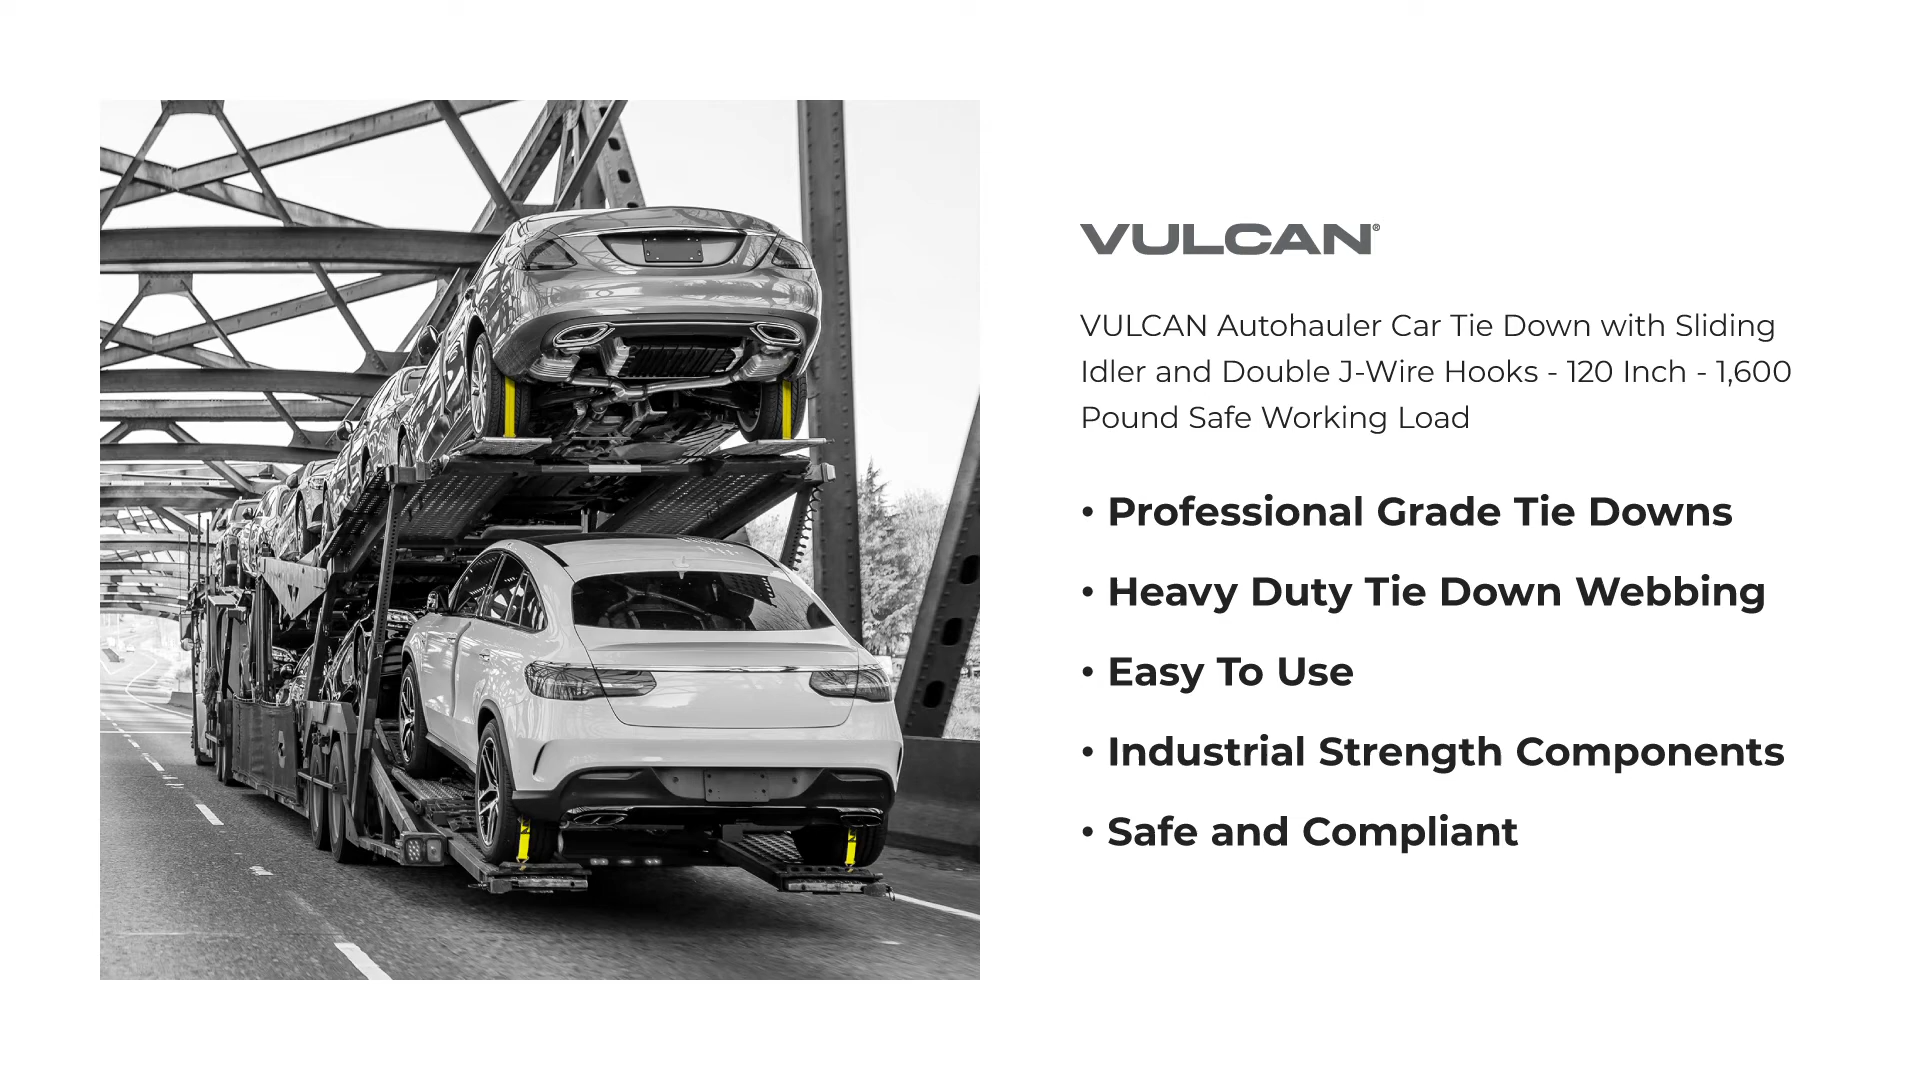 VULCAN®
VULCAN Autohauler Car Tie Down with Sliding
Idler and Double J-Wire Hooks - 120 Inch - 1,600
Pound Safe Working Load
• Professional Grade Tie Downs
• Heavy Duty Tie Down Webbing
• Easy To Use
• Industrial Strength Components
• Safe and Compliant